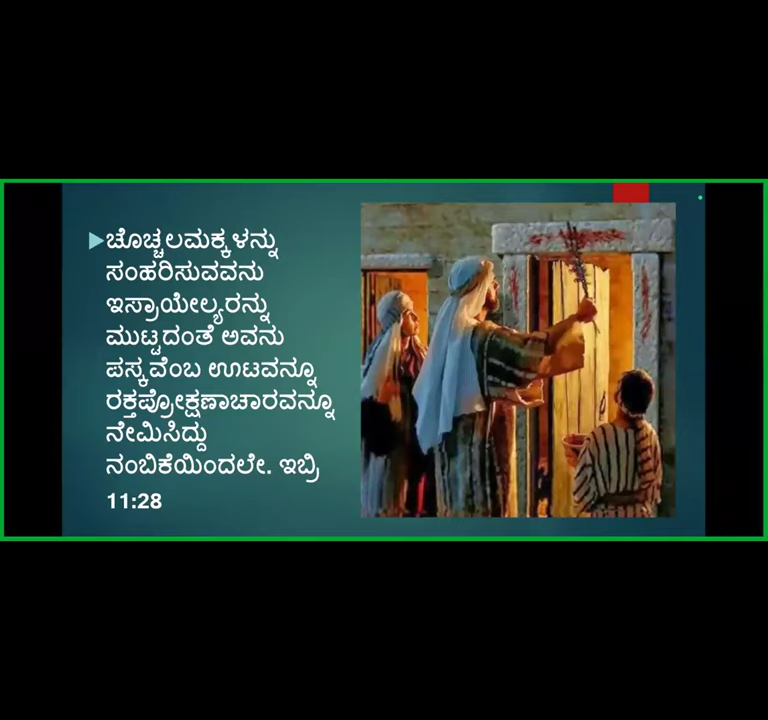 ಚೊಚ್ಚಲಮಕ್ಕಳನ್ನು
ಸಂಹರಿಸುವವನು
ಇಸ್ರಾಯೇಲ್ಯರನ್ನು
ಮುಟ್ಟದಂತೆ ಅವನು
ಪಸ್ಕವೆಂಬ ಊಟವನ್ನೂ
ರಕ್ತಪ್ರೋಕ್ಷಣಾಚಾರವನ್ನೂ
ನೇಮಿಸಿದ್ದು
ನಂಬಿಕೆಯಿಂದಲೇ. ಇಬ್ರಿ
11:28